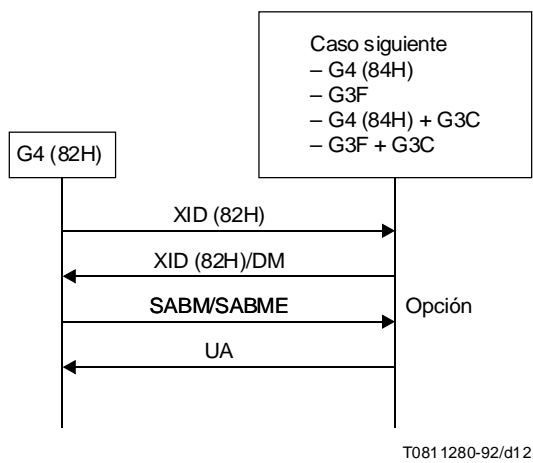 Caso siguiente
– G4 (84H)
– G3F
– G4 (84H) + G3C
– G3F + G3C
G4 (82H)
XID (82H)
XID (82H)/DM
SABM/SABME
Opción
UA
T0811280-92/d12